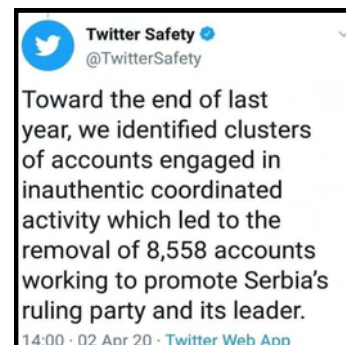 Twitter Safety
@TwitterSafety
Toward the end of last
year, we identified clusters
of accounts engaged in
inauthentic coordinated
activity which led to the
removal of 8,558 accounts
working to promote Serbia's
ruling party and its leader.
14:00 · 02 Apr 20 · Twitter Web App